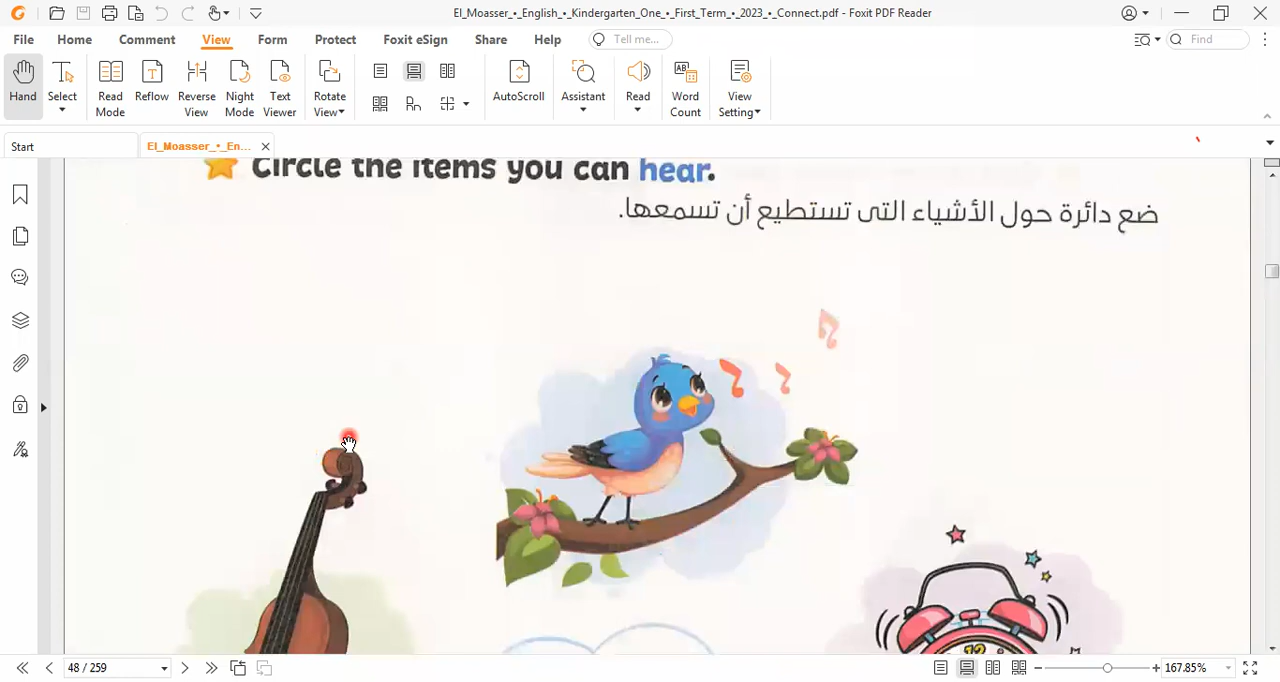 El_Moasser_•_English_•_Kindergarten_One_•_First_Term_•_2023_•_Connect.pdf - Foxit PDF Reader
File Home Comment View Form Protect Foxit eSign Share Help Tell me... Find
Hand Select Read Mode Reflow Reverse View Night Mode Text Viewer Rotate View AutoScroll Assistant Read Word Count View Setting
Start El_Moasser_•_En...
Circle the items you can hear.
ضع دائرة حول الأشياء التى تستطيع أن تسمعها.
12
48 / 259 167.85%